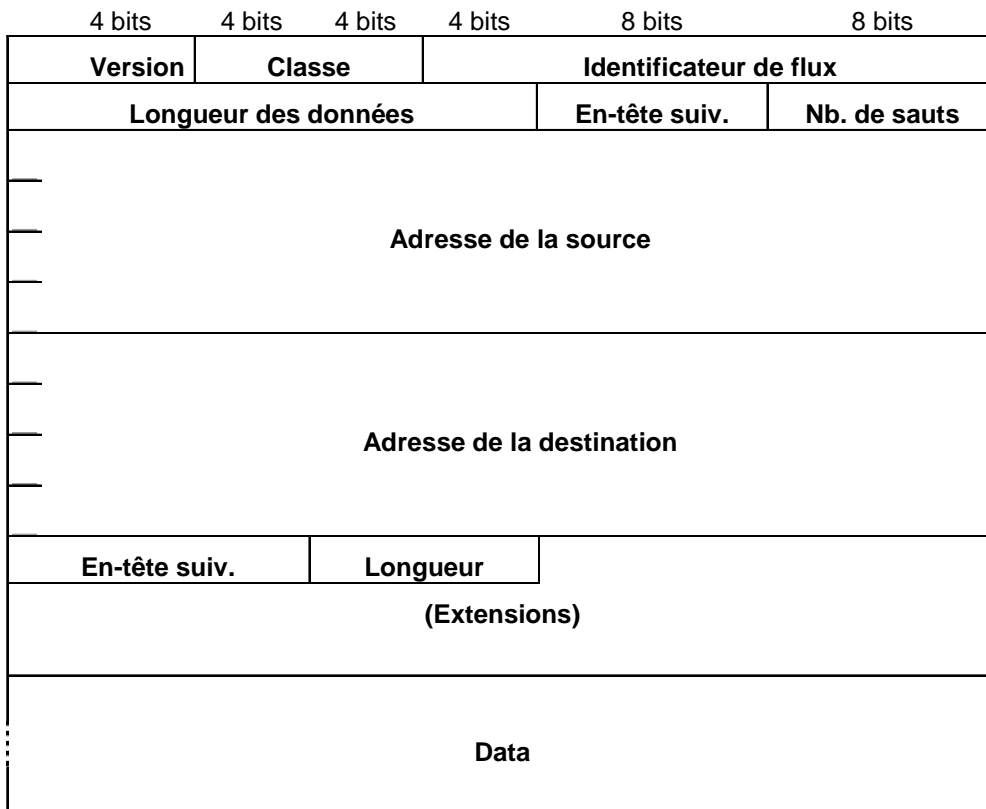 4 bits 4 bits 4 bits 4 bits 8 bits 8 bits
Version Classe Identificateur de flux
Longueur des données En-tête suiv. Nb. de sauts
Adresse de la source
Adresse de la destination
En-tête suiv. Longueur
(Extensions)
Data